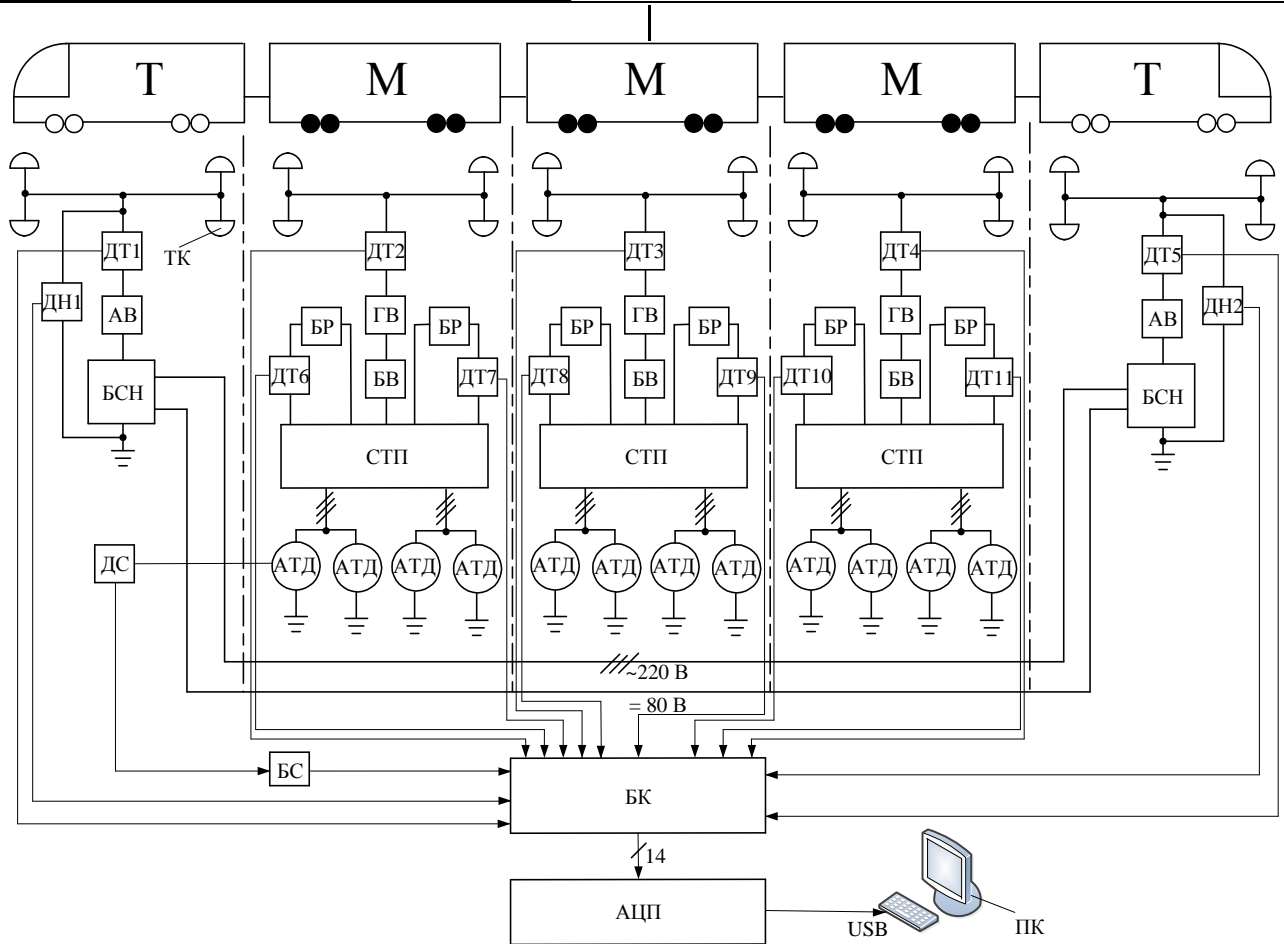 Т М М М Т
ТК
ДТ1 ДТ2 ДТ3 ДТ4 ДТ5
ДН1 АВ БР ГВ БР БР ГВ БР БР ГВ БР АВ ДН2
БСН ДТ6 БВ ДТ7 ДТ8 БВ ДТ9 ДТ10 БВ ДТ11 БСН
СТП СТП СТП
ДС АТД АТД АТД АТД АТД АТД АТД АТД АТД АТД АТД АТД
~220 В
= 80 В
БС
БК
14
АЦП
USB ПК